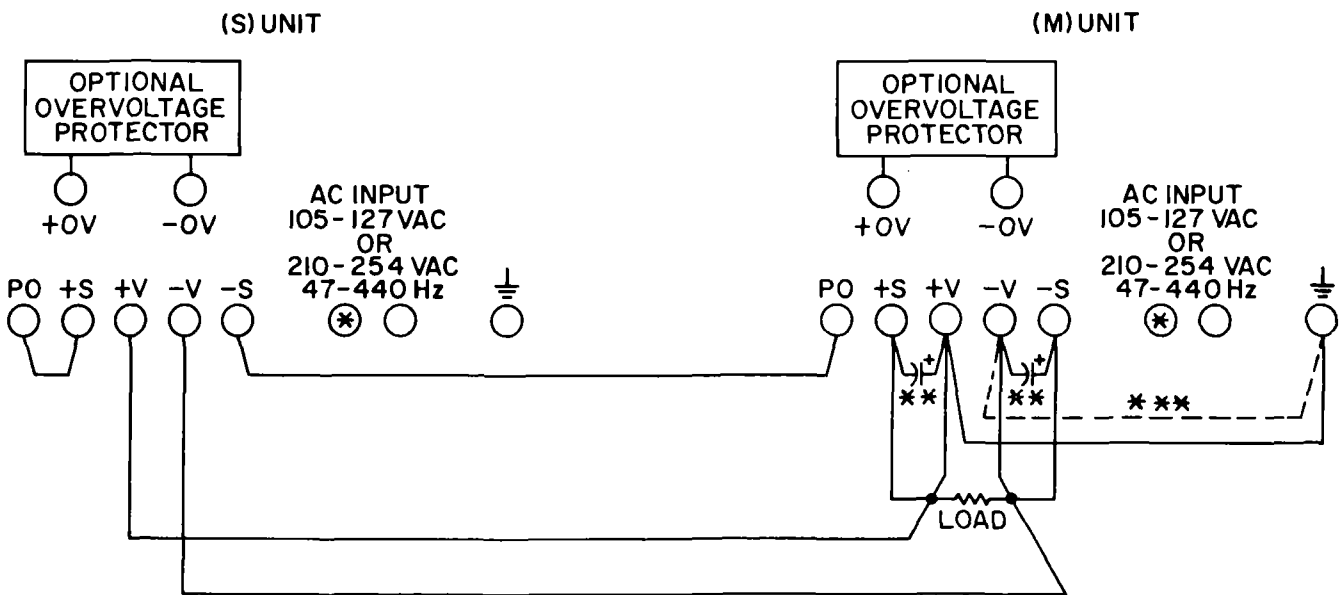 (S) UNIT
(M) UNIT
OPTIONAL
OVERVOLTAGE
PROTECTOR
+OV
-OV
AC INPUT
105-127 VAC
OR
210-254 VAC
47-440 Hz
PO
+S
+V
-V
-S
*
OPTIONAL
OVERVOLTAGE
PROTECTOR
+OV
-OV
AC INPUT
105-127 VAC
OR
210-254 VAC
47-440 Hz
PO
+S
+V
-V
-S
*
+
+
**
**
***
LOAD